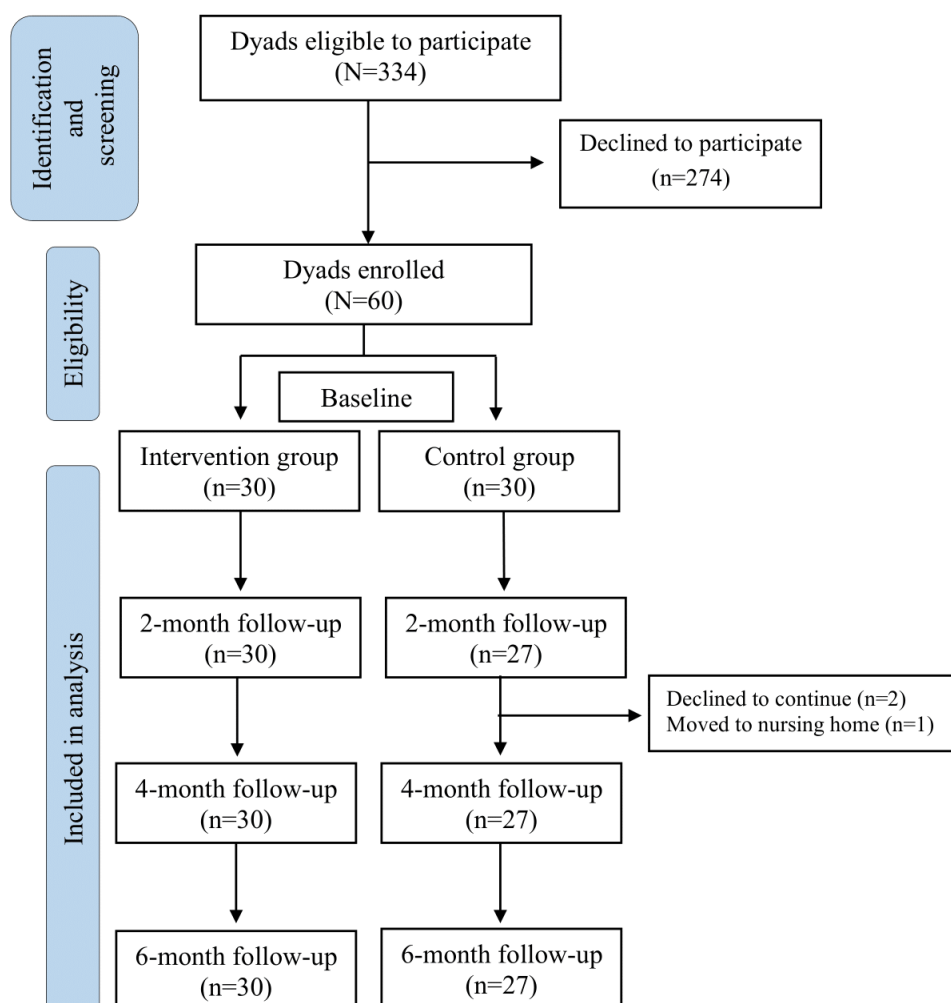 Identification
and
screening
Dyads eligible to participate
(N=334)
Declined to participate
(n=274)
Eligibility
Dyads enrolled
(N=60)
Baseline
Intervention group
(n=30)
Control group
(n=30)
Included in analysis
2-month follow-up
(n=30)
2-month follow-up
(n=27)
Declined to continue (n=2)
Moved to nursing home (n=1)
4-month follow-up
(n=30)
4-month follow-up
(n=27)
6-month follow-up
(n=30)
6-month follow-up
(n=27)